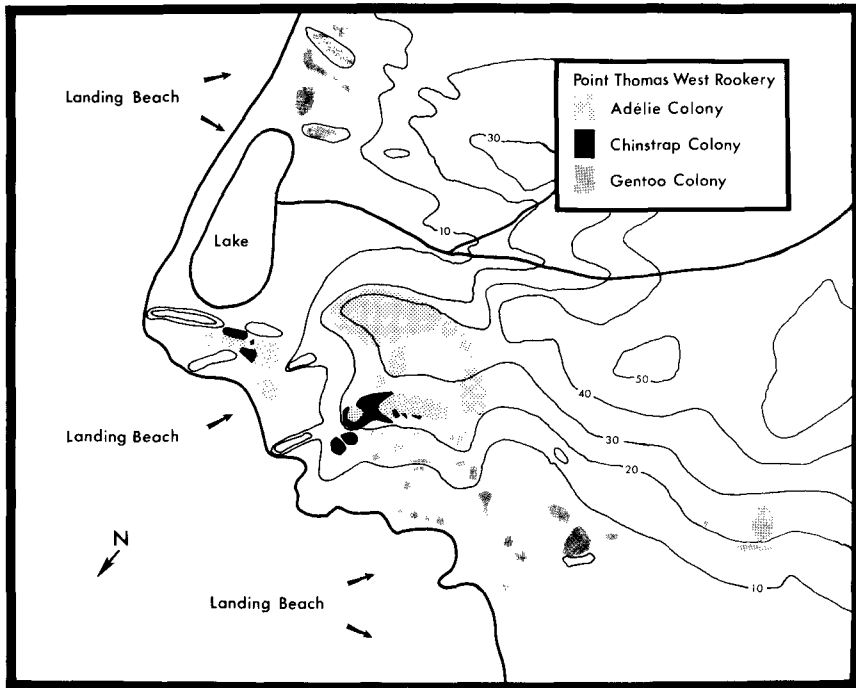 Landing Beach
Point Thomas West Rookery
Adélie Colony
Chinstrap Colony
Gentoo Colony
30
10
Lake
50
40
Landing Beach
30
20
N
10
Landing Beach